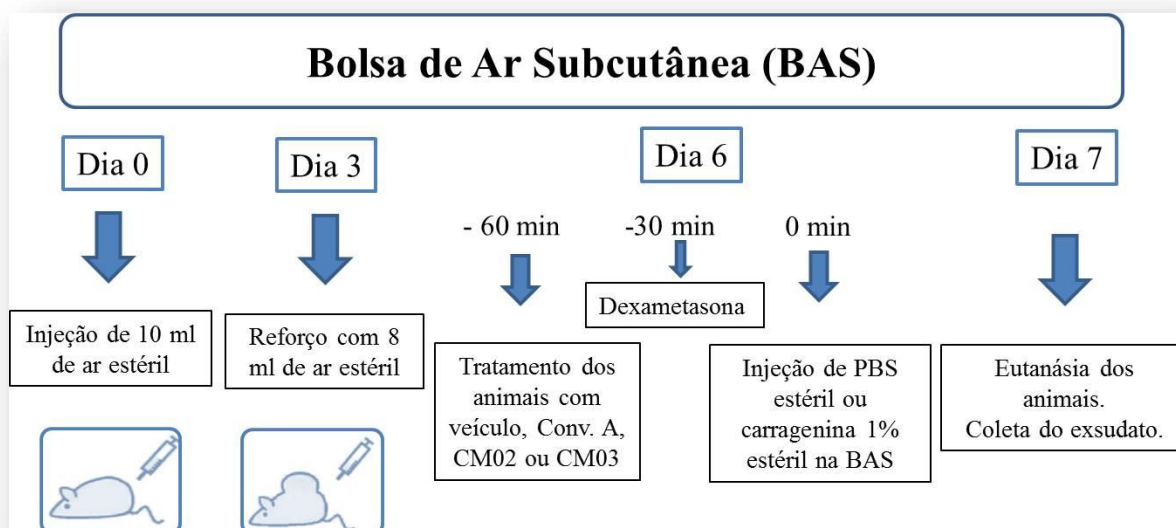 Bolsa de Ar Subcutânea (BAS)
Dia 0
Dia 3
Dia 6
Dia 7
- 60 min
-30 min
0 min
Injeção de 10 ml
de ar estéril
Reforço com 8
ml de ar estéril
Tratamento dos
animais com
veículo, Conv. A,
CM02 ou CM03
Dexametasona
Injeção de PBS
estéril ou
carragenina 1%
estéril na BAS
Eutanásia dos
animais.
Coleta do exsudato.